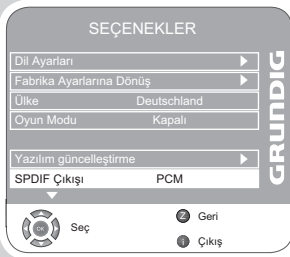 SEÇENEKLER
Dil Ayarları
Fabrika Ayarlarına Dönüş
Ülke Deutschland
Oyun Modu Kapalı
Yazılım güncelleştirme
SPDIF Çıkışı PCM
GRUNDIG
OK Seç
Z Geri
i Çıkış